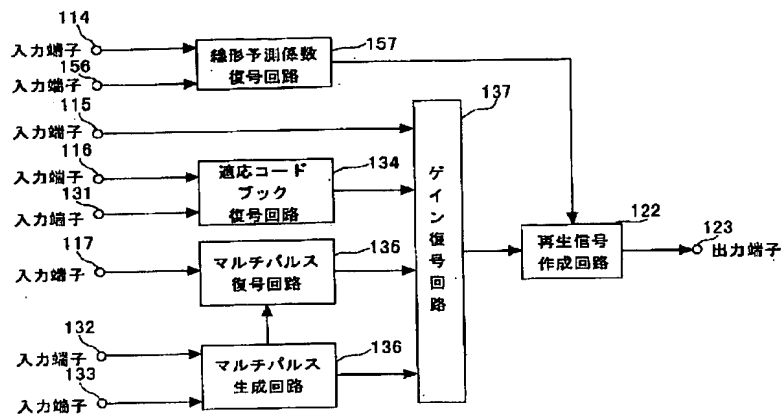 114
入力端子
156
入力端子
線形予測係数
復号回路
157
115
入力端子
137
116
入力端子
131
入力端子
適応コード
ブック
復号回路
134
ゲイン復号回路
117
入力端子
マルチパルス
復号回路
136
122
再生信号
作成回路
123
出力端子
132
入力端子
133
入力端子
マルチパルス
生成回路
136